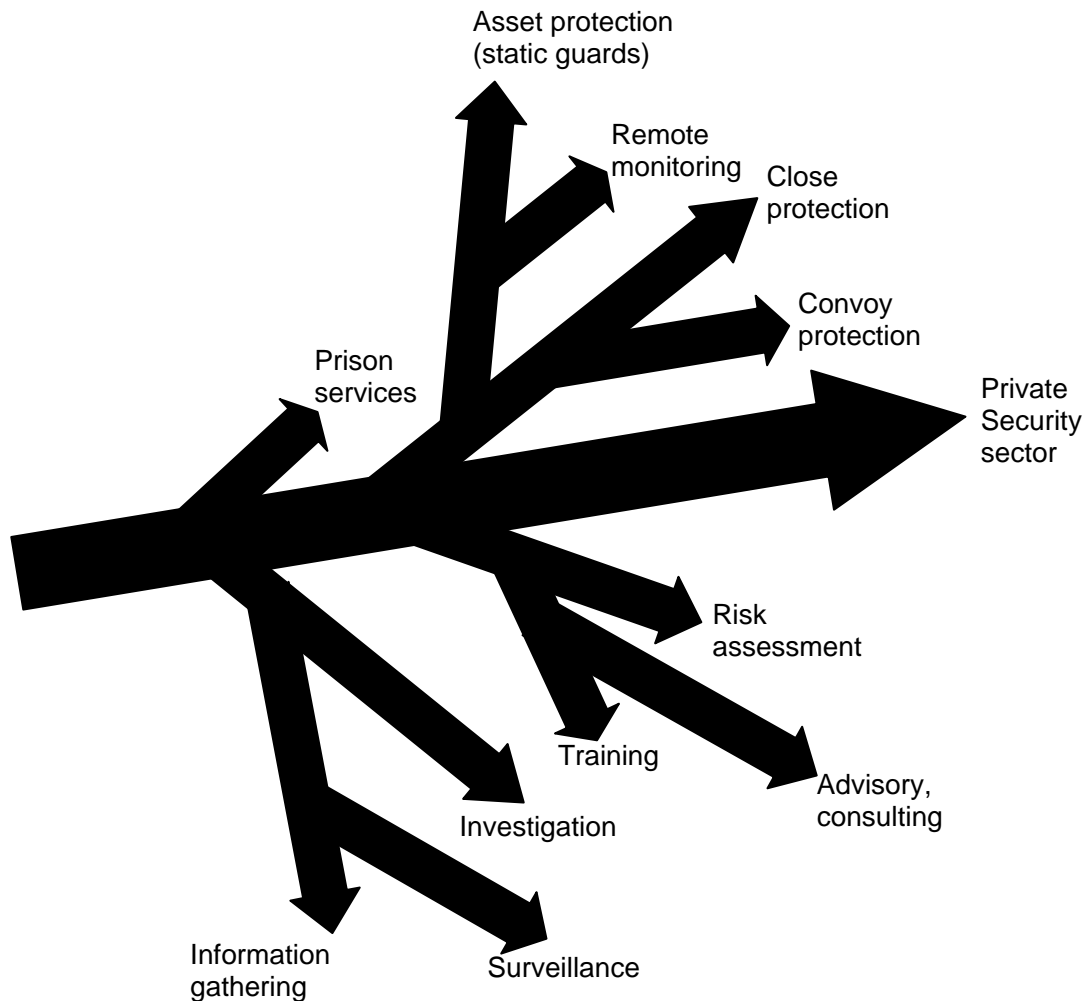 Asset protection
(static guards)
Remote
monitoring
Close
protection
Convoy
protection
Prison
services
Private
Security
sector
Risk
assessment
Training
Advisory,
consulting
Investigation
Information
gathering
Surveillance